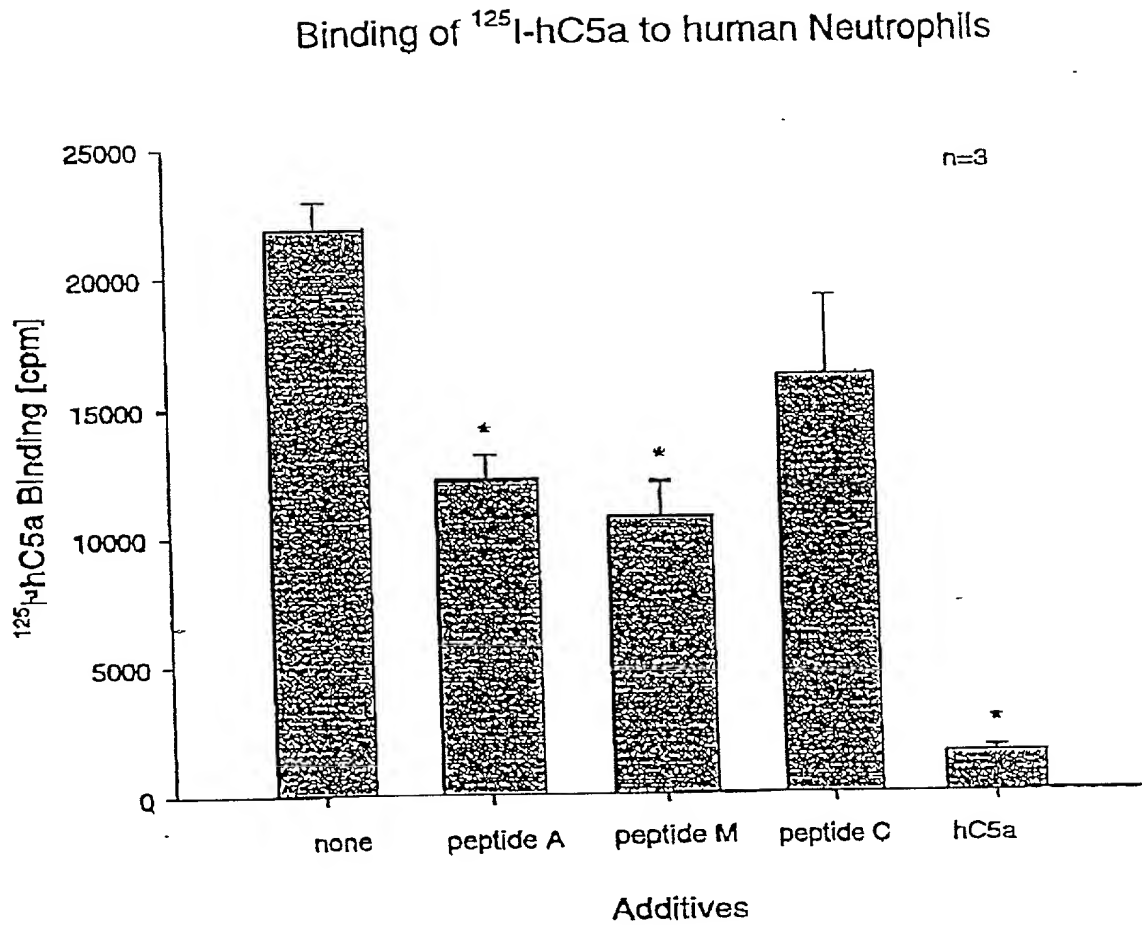 Binding of ¹²⁵I-hC5a to human Neutrophils
n=3
25000
20000
15000
10000
5000
0
¹²⁵I-hC5a Binding [cpm]
*
*
*
none peptide A peptide M peptide C hC5a
Additives